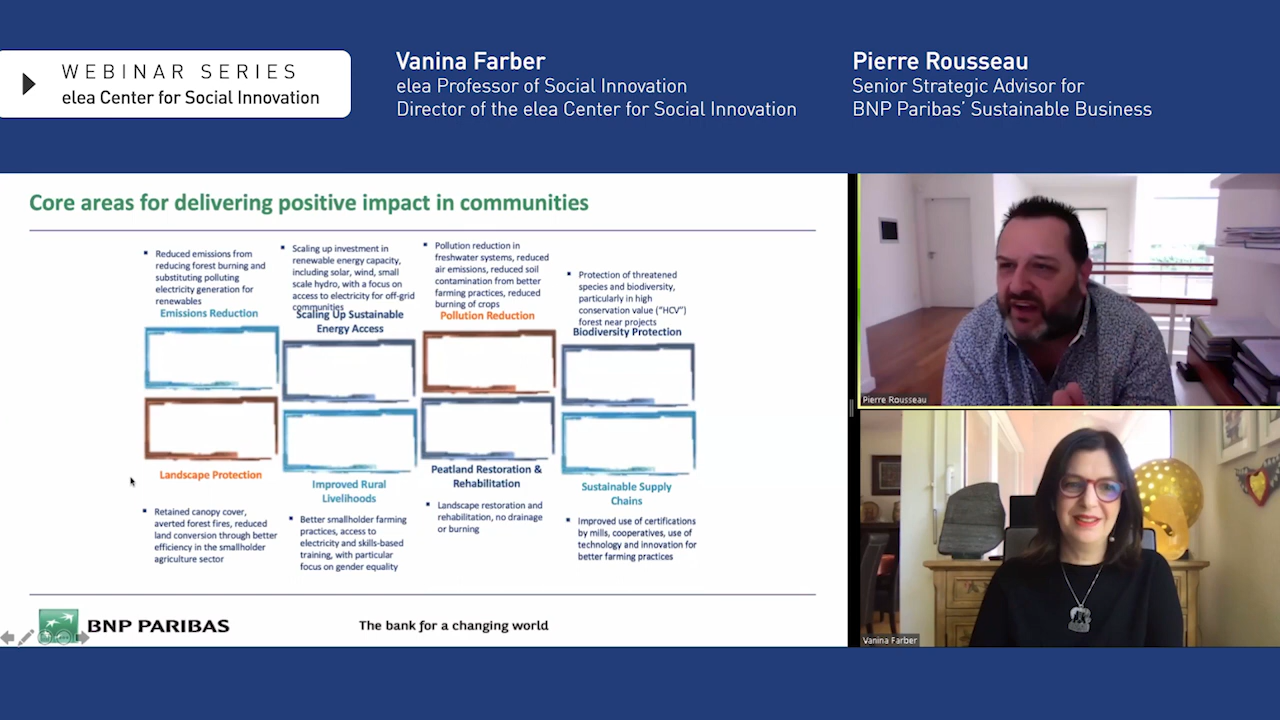 WEBINAR SERIES
elea Center for Social Innovation
Vanina Farber
elea Professor of Social Innovation
Director of the elea Center for Social Innovation
Pierre Rousseau
Senior Strategic Advisor for
BNP Paribas' Sustainable Business
Core areas for delivering positive impact in communities
Reduced emissions from
reducing forest burning and
substituting polluting
electricity generation for
renewables
Emissions Reduction
Scaling up investment in
renewable energy capacity,
including solar, wind, small
scale hydro, with a focus on
access to electricity for off-grid
communities
Scaling Up Sustainable
Energy Access
Pollution reduction in
freshwater systems, reduced
air emissions, reduced soil
contamination from better
farming practices, reduced
burning of crops
Pollution Reduction
Protection of threatened
species and biodiversity,
particularly in high
conservation value ("HCV")
forest near projects
Biodiversity Protection
Landscape Protection
Retained canopy cover,
averted forest fires, reduced
land conversion through better
efficiency in the smallholder
agriculture sector
Improved Rural
Livelihoods
Better smallholder farming
practices, access to
electricity and skills-based
training, with particular
focus on gender equality
Peatland Restoration &
Rehabilitation
Landscape restoration and
rehabilitation, no drainage
or burning
Sustainable Supply
Chains
Improved use of certifications
by mills, cooperatives, use of
technology and innovation for
better farming practices
BNP PARIBAS
The bank for a changing world
Pierre Rousseau
Vanina Farber